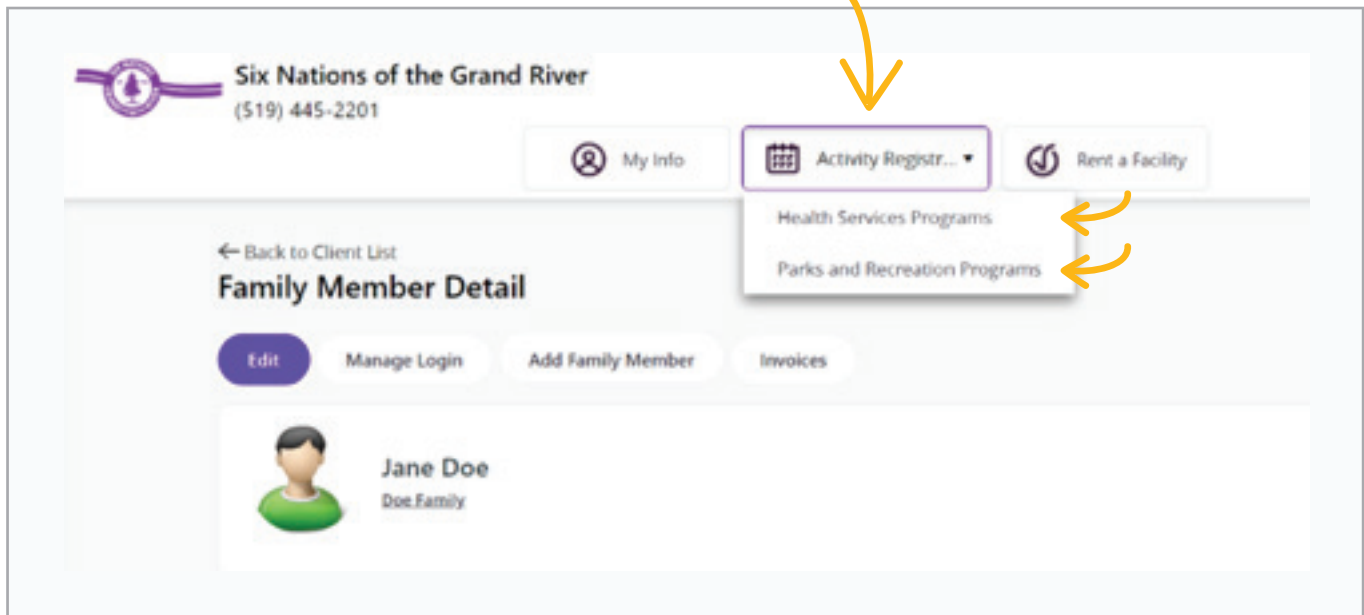 Six Nations of the Grand River
(519) 445-2201
My Info
Activity Registr...
Rent a Facility
Health Services Programs
Parks and Recreation Programs
Back to Client List
Family Member Detail
Edit
Manage Login
Add Family Member
Invoices
Jane Doe
Doe Family